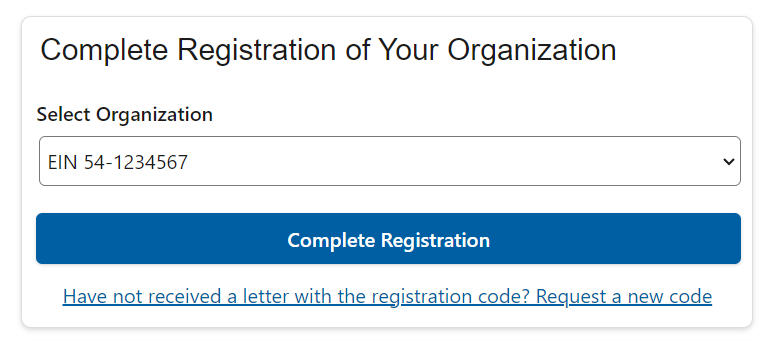 Complete Registration of Your Organization
Select Organization
EIN 54-1234567
Complete Registration
Have not received a letter with the registration code? Request a new code